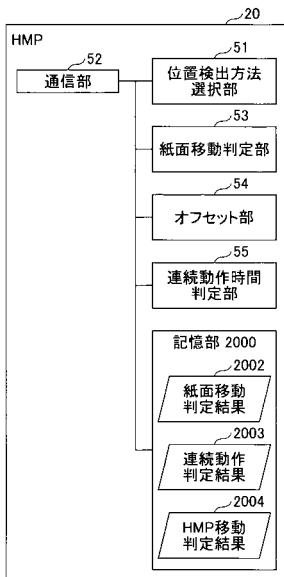 20
HMP
52
通信部
51
位置検出方法
選択部
53
紙面移動判定部
54
オフセット部
55
連続動作時間
判定部
記憶部 2000
2002
紙面移動
判定結果
2003
連続動作
判定結果
2004
HMP移動
判定結果